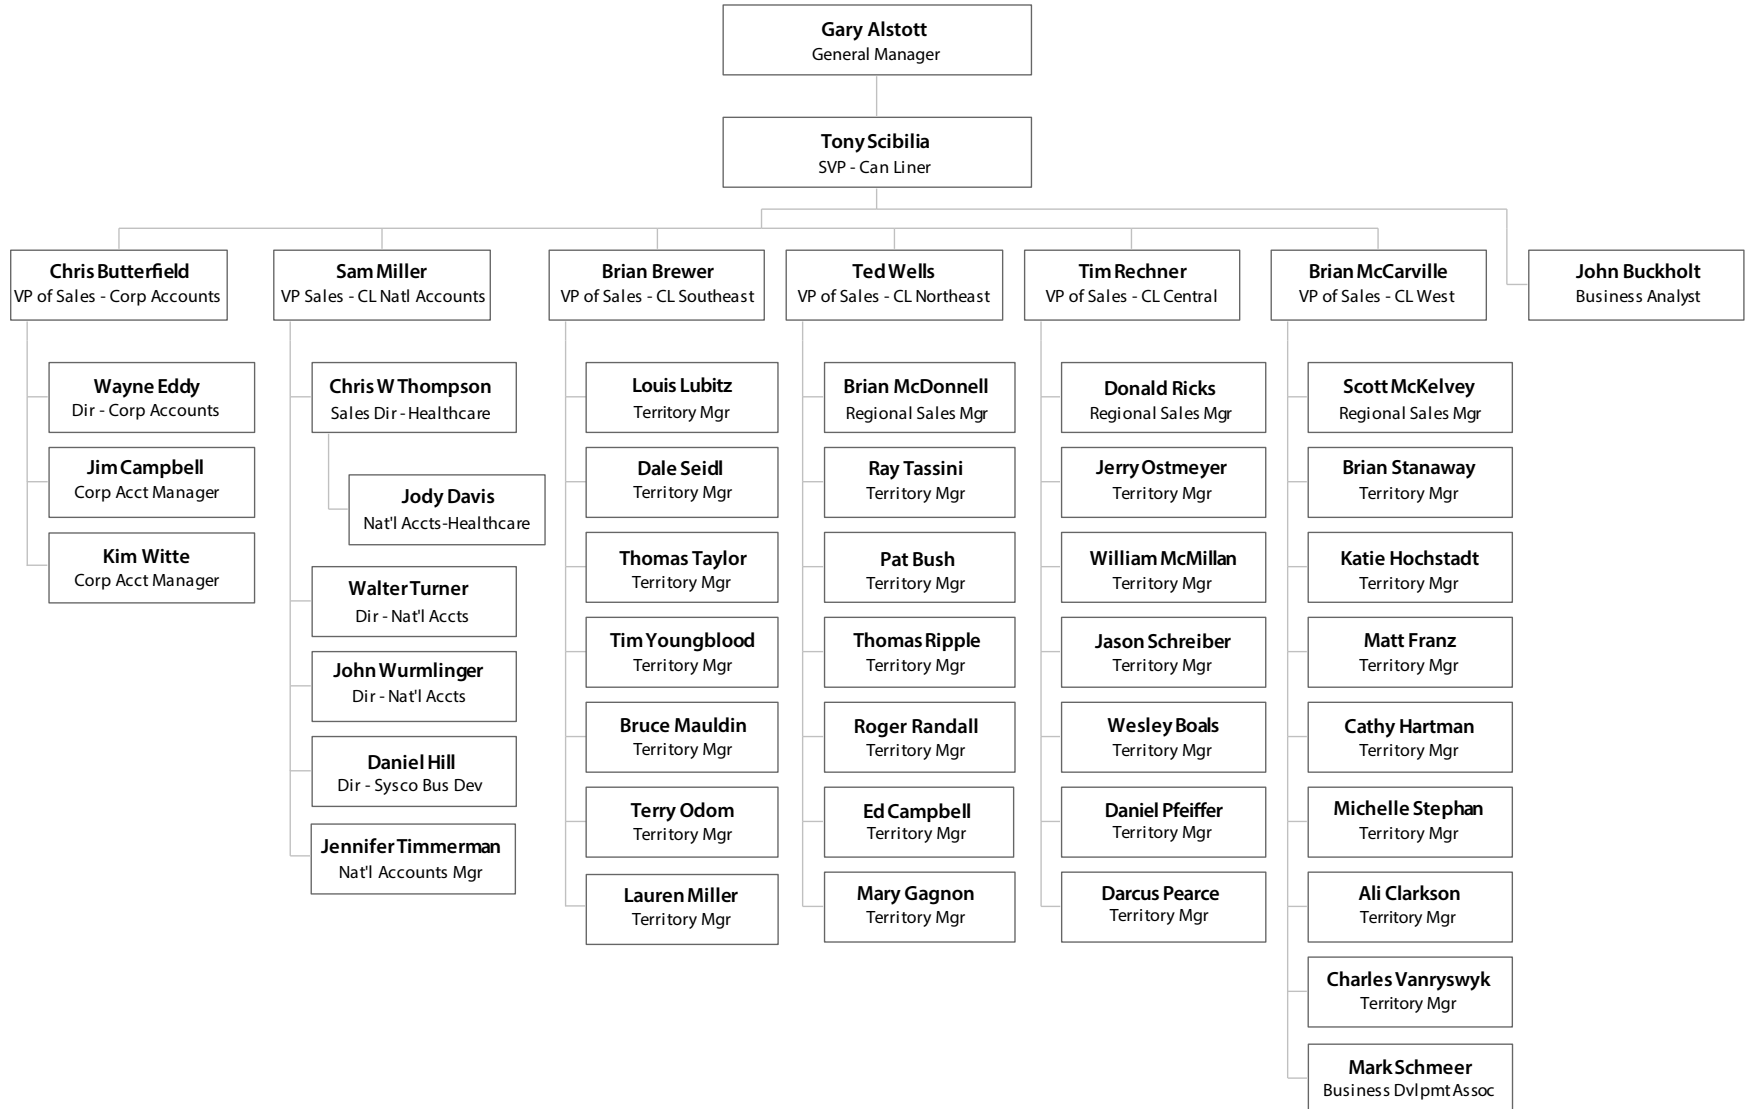 Gary Alstott
General Manager
Tony Scibilia
SVP - Can Liner
Chris Butterfield
VP of Sales - Corp Accounts
Sam Miller
VP Sales - CL Natl Accounts
Brian Brewer
VP of Sales - CL Southeast
Ted Wells
VP of Sales - CL Northeast
Tim Rechner
VP of Sales - CL Central
Brian McCarville
VP of Sales - CL West
John Buckholt
Business Analyst
Wayne Eddy
Dir - Corp Accounts
Jim Campbell
Corp Acct Manager
Kim Witte
Corp Acct Manager
Chris W Thompson
Sales Dir - Healthcare
Jody Davis
Nat'l Accts-Healthcare
Walter Turner
Dir - Nat'l Accts
John Wurmlinger
Dir - Nat'l Accts
Daniel Hill
Dir - Sysco Bus Dev
Jennifer Timmerman
Nat'l Accounts Mgr
Louis Lubitz
Territory Mgr
Dale Seidl
Territory Mgr
Thomas Taylor
Territory Mgr
Tim Youngblood
Territory Mgr
Bruce Mauldin
Territory Mgr
Terry Odom
Territory Mgr
Lauren Miller
Territory Mgr
Brian McDonnell
Regional Sales Mgr
Ray Tassini
Territory Mgr
Pat Bush
Territory Mgr
Thomas Ripple
Territory Mgr
Roger Randall
Territory Mgr
Ed Campbell
Territory Mgr
Mary Gagnon
Territory Mgr
Donald Ricks
Regional Sales Mgr
Jerry Ostmeyer
Territory Mgr
William McMillan
Territory Mgr
Jason Schreiber
Territory Mgr
Wesley Boals
Territory Mgr
Daniel Pfeiffer
Territory Mgr
Darcus Pearce
Territory Mgr
Scott McKelvey
Regional Sales Mgr
Brian Stanaway
Territory Mgr
Katie Hochstadt
Territory Mgr
Matt Franz
Territory Mgr
Cathy Hartman
Territory Mgr
Michelle Stephan
Territory Mgr
Ali Clarkson
Territory Mgr
Charles Vanryswyk
Territory Mgr
Mark Schmeer
Business Dvlpmt Assoc